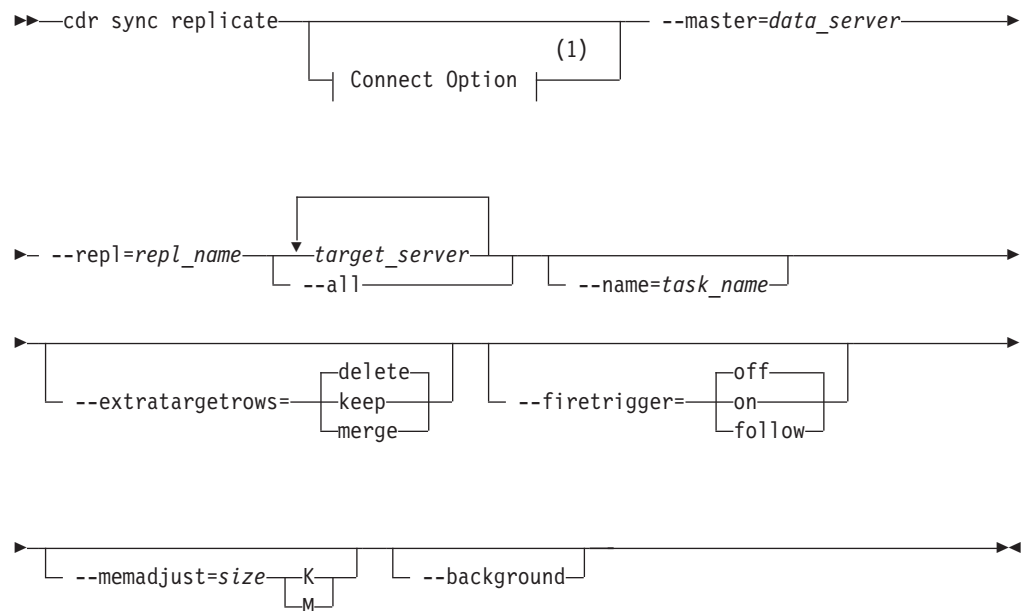 cdr sync replicate --master=data_server
(1)
Connect Option
--repl=repl_name target_server
--all --name=task_name
delete off
--extratargetrows= keep --firetrigger= on
merge follow
--memadjust=size K --background
M